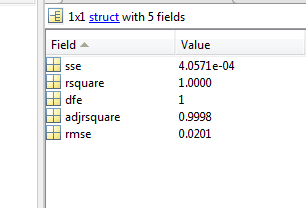 1x1 struct with 5 fields
Field Value
sse 4.0571e-04
rsquare 1.0000
dfe 1
adjrsquare 0.9998
rmse 0.0201